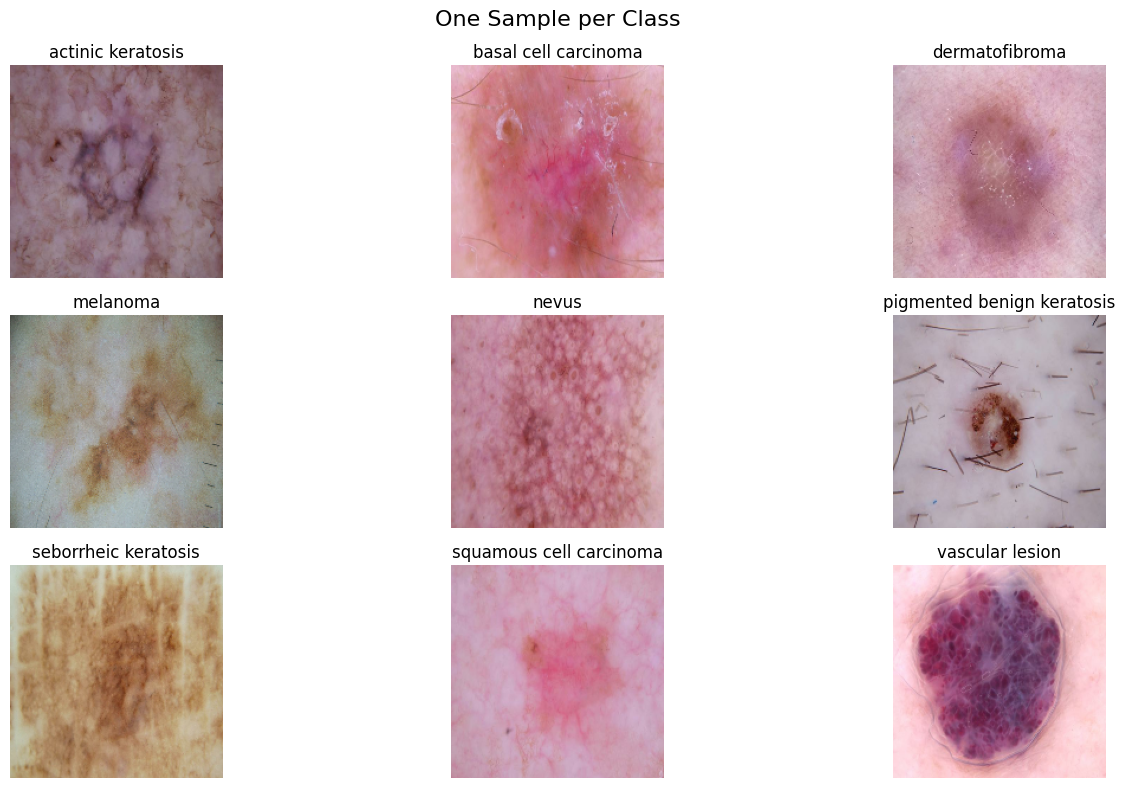 One Sample per Class
actinic keratosis
basal cell carcinoma
dermatofibroma
melanoma
nevus
pigmented benign keratosis
seborrheic keratosis
squamous cell carcinoma
vascular lesion